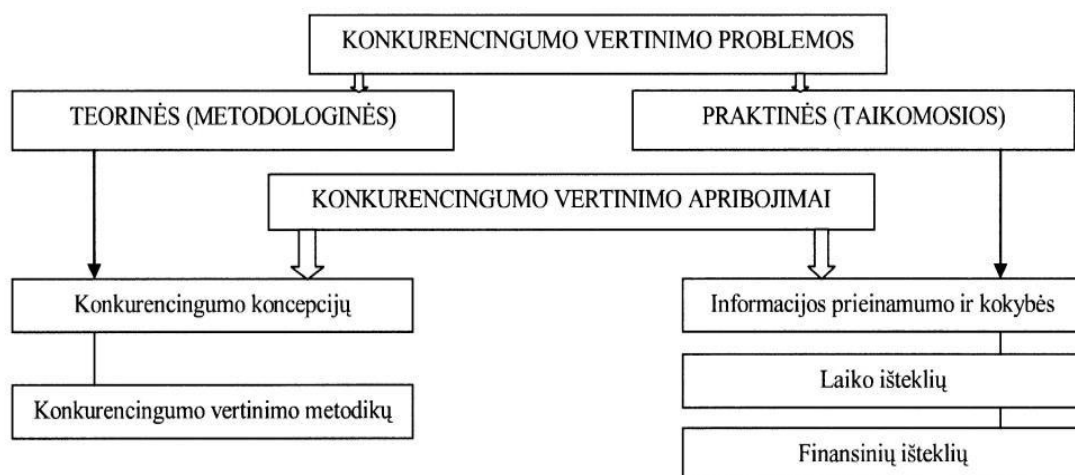 KONKURENCINGUMO VERTINIMO PROBLEMOS
TEORINĖS (METODOLOGINĖS)
PRAKTINĖS (TAIKOMOSIOS)
KONKURENCINGUMO VERTINIMO APRIBOJIMAI
Konkurencingumo koncepcijų
Informacijos prieinamumo ir kokybės
Laiko išteklių
Konkurencingumo vertinimo metodikų
Finansinių išteklių